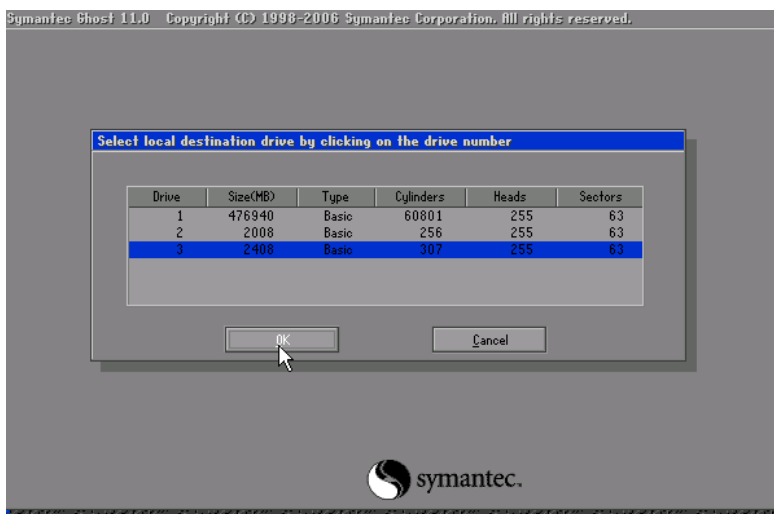 Symantec Ghost 11.0 Copyright (C) 1998-2006 Symantec Corporation. All rights reserved.
Select local destination drive by clicking on the drive number
Drive Size(MB) Type Cylinders Heads Sectors
1 476940 Basic 60801 255 63
2 2008 Basic 256 255 63
3 2408 Basic 307 255 63
OK Cancel
symantec.